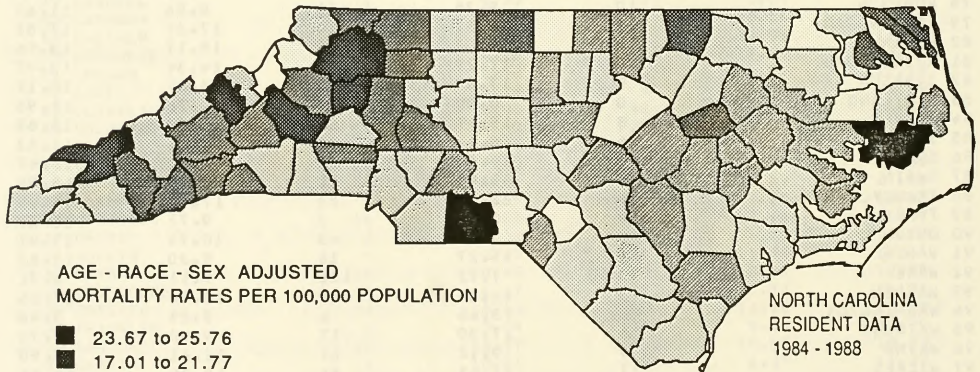 AGE - RACE - SEX ADJUSTED
MORTALITY RATES PER 100,000 POPULATION
23.67 to 25.76
17.01 to 21.77
NORTH CAROLINA
RESIDENT DATA
1984 - 1988